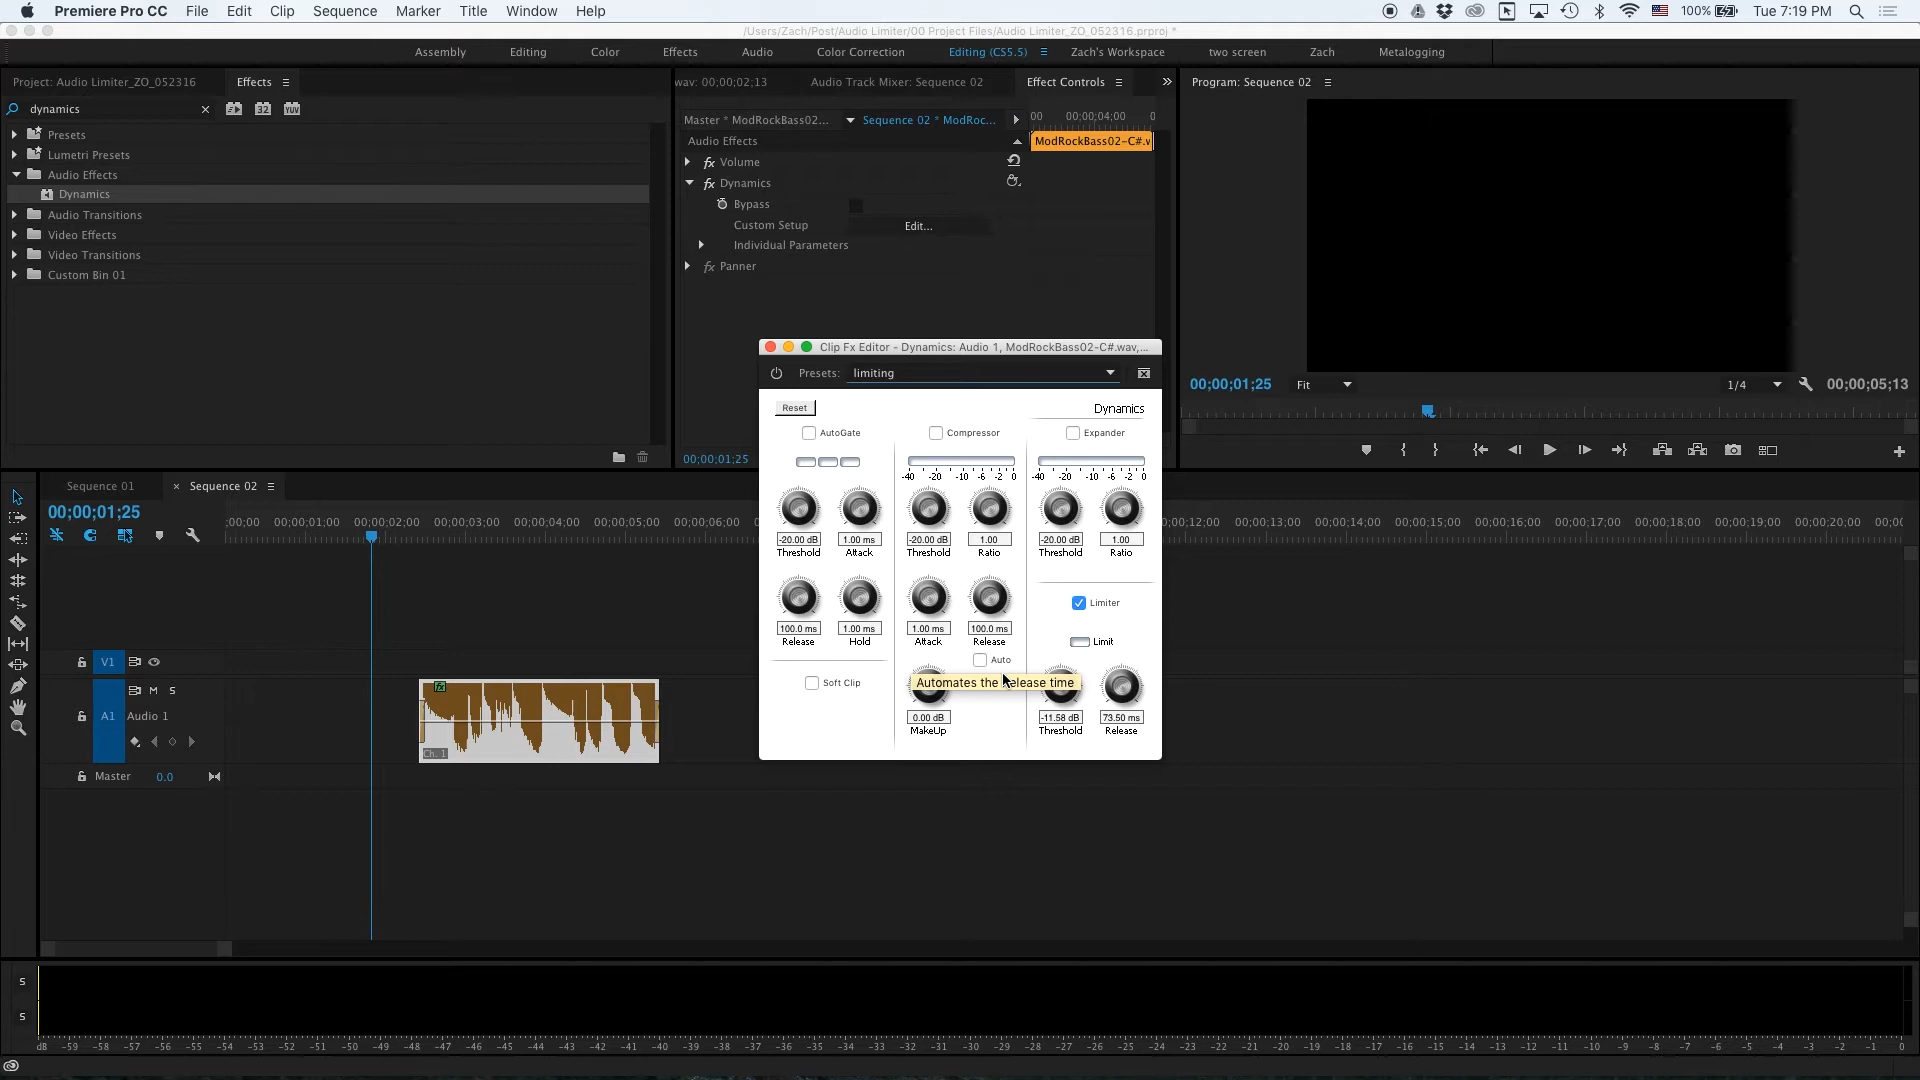 Premiere Pro CC File Edit Clip Sequence Marker Title Window Help 100% Tue 7:19 PM
/Users/Zach/Post/Audio Limiter/00 Project Files/Audio Limiter_ZO_052316.prproj *
Assembly Editing Color Effects Audio Color Correction Editing (CS5.5) Zach's Workspace two screen Zach Metalogging
Project: Audio Limiter_ZO_052316 Effects wav: 00;00;02;13 Audio Track Mixer: Sequence 02 Effect Controls Program: Sequence 02
dynamics 32 YUV
Presets
Lumetri Presets
Audio Effects
Dynamics
Audio Transitions
Video Effects
Video Transitions
Custom Bin 01
Master * ModRockBass02... Sequence 02 * ModRoc... 00 00;00;04;00 0
Audio Effects ModRockBass02-C#.v
fx Volume
fx Dynamics
Bypass
Custom Setup Edit...
Individual Parameters
fx Panner
00;00;01;25
00;00;01;25 Fit 1/4 00;00;05;13
Clip Fx Editor - Dynamics: Audio 1, ModRockBass02-C#.wav,...
Presets: limiting
Reset Dynamics
AutoGate Compressor Expander
-40 -20 -10 -6 -2 0 -40 -20 -10 -6 -2 0
-20.00 dB 1.00 ms -20.00 dB 1.00 -20.00 dB 1.00
Threshold Attack Threshold Ratio Threshold Ratio
Limiter
100.0 ms 1.00 ms 1.00 ms 100.0 ms
Release Hold Attack Release Limit
Auto
Soft Clip Automates the release time
0.00 dB -11.58 dB 73.50 ms
MakeUp Threshold Release
Sequence 01 Sequence 02
00;00;01;25
;00;00 00;00;01;00 00;00;02;00 00;00;03;00 00;00;04;00 00;00;05;00 00;00;06;00 0;00;12;00 00;00;13;00 00;00;14;00 00;00;15;00 00;00;16;00 00;00;17;00 00;00;18;00 00;00;19;00 00;00;20;00 00;0
V1
M S
A1 Audio 1
fx
Ch. 1
Master 0.0
S
S
dB -59 -58 -57 -56 -55 -54 -53 -52 -51 -50 -49 -48 -47 -46 -45 -44 -43 -42 -41 -40 -39 -38 -37 -36 -35 -34 -33 -32 -31 -30 -29 -28 -27 -26 -25 -24 -23 -22 -21 -20 -19 -18 -17 -16 -15 -14 -13 -12 -11 -10 -9 -8 -7 -6 -5 -4 -3 -2 -1 0